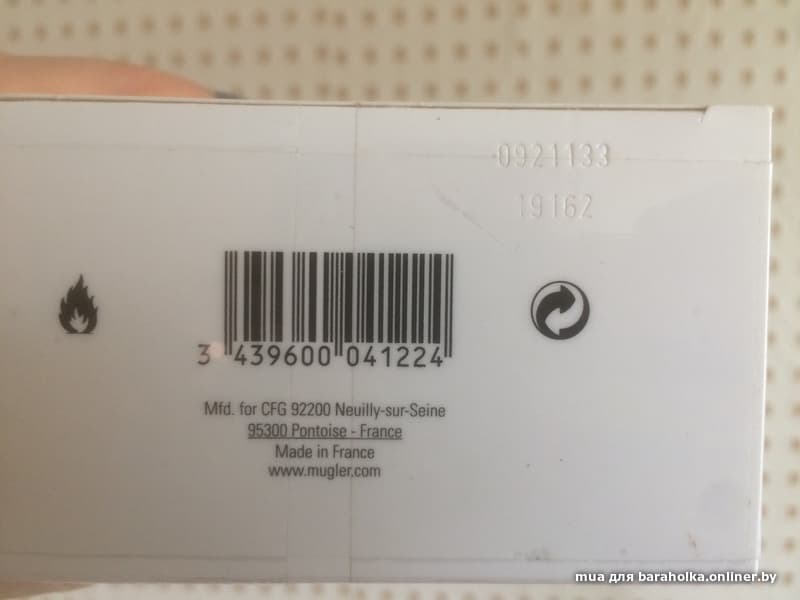 0921133
19162
3 439600 041224
Mfd. for CFG 92200 Neuilly-sur-Seine
95300 Pontoise - France
Made in France
www.mugler.com
mua для baraholka.onliner.by